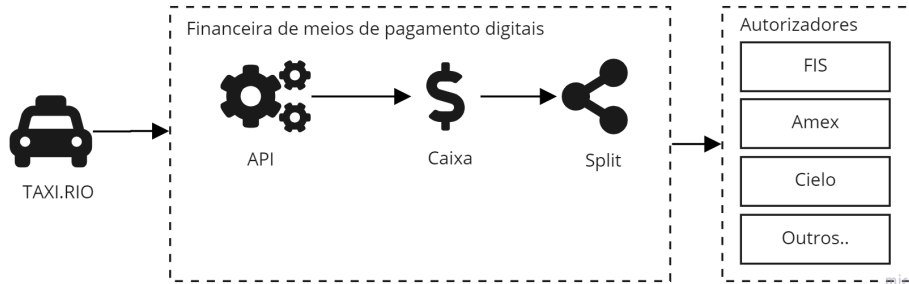 Financeira de meios de pagamento digitais
Autorizadores
FIS
Amex
Cielo
Outros..
TAXI.RIO
API
Caixa
Split